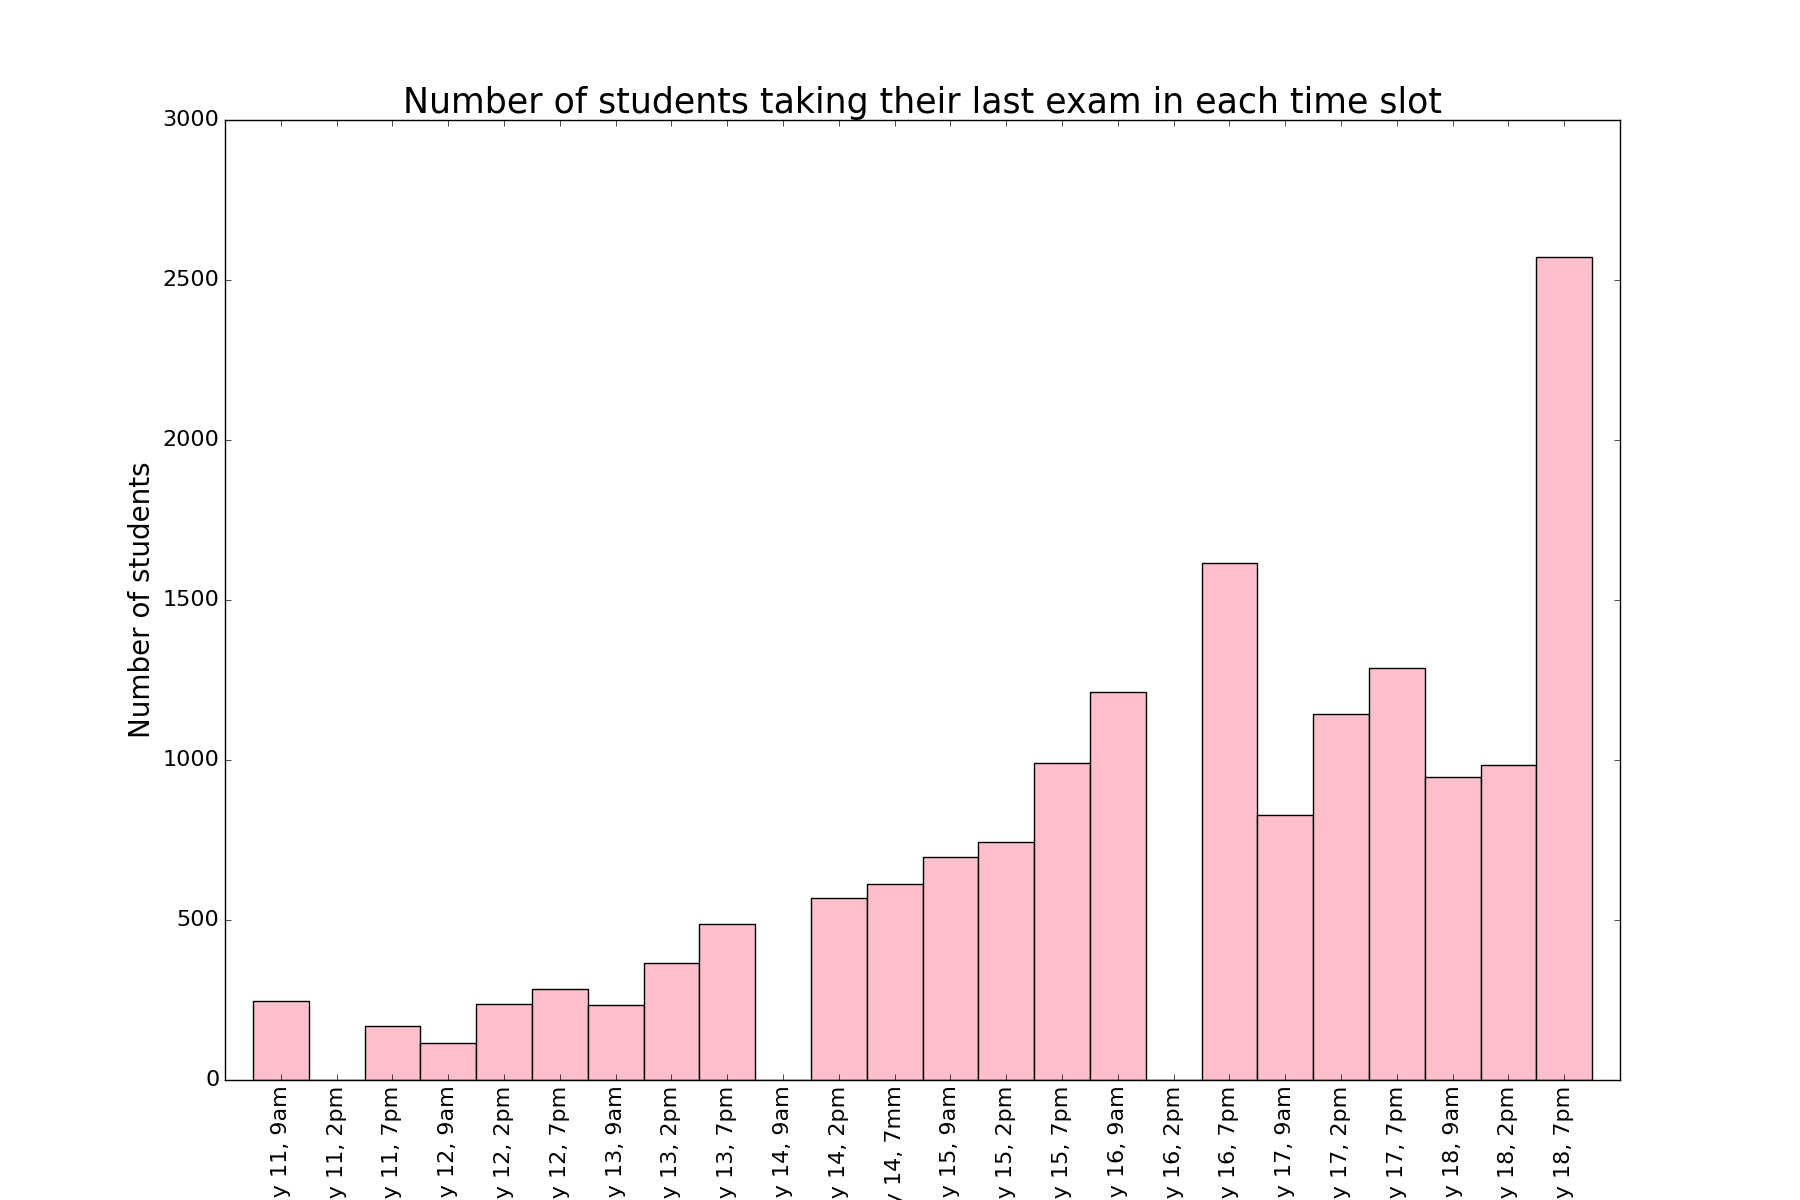 Number of students taking their last exam in each time slot
Number of students
3000
2500
2000
1500
1000
500
0
y 11, 9am
y 11, 2pm
y 11, 7pm
y 12, 9am
y 12, 2pm
y 12, 7pm
y 13, 9am
y 13, 2pm
y 13, 7pm
y 14, 9am
y 14, 2pm
y 14, 7mm
y 15, 9am
y 15, 2pm
y 15, 7pm
y 16, 9am
y 16, 2pm
y 16, 7pm
y 17, 9am
y 17, 2pm
y 17, 7pm
y 18, 9am
y 18, 2pm
y 18, 7pm